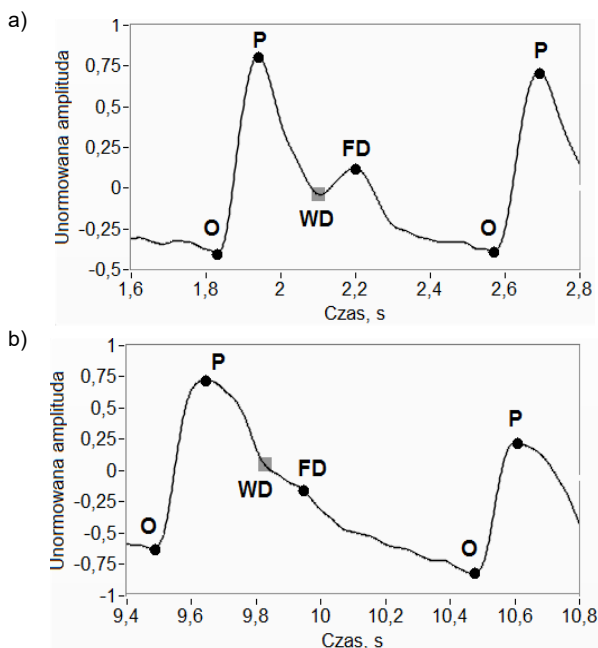 a)
Unormowana amplituda
1
0,75
0,5
0,25
0
-0,25
-0,5
P
P
FD
WD
O
O
1,6 1,8 2 2,2 2,4 2,6 2,8
Czas, s
b)
Unormowana amplituda
1
0,75
0,5
0,25
0
-0,25
-0,5
-0,75
-1
P
P
WD FD
O
O
9,4 9,6 9,8 10 10,2 10,4 10,6 10,8
Czas, s